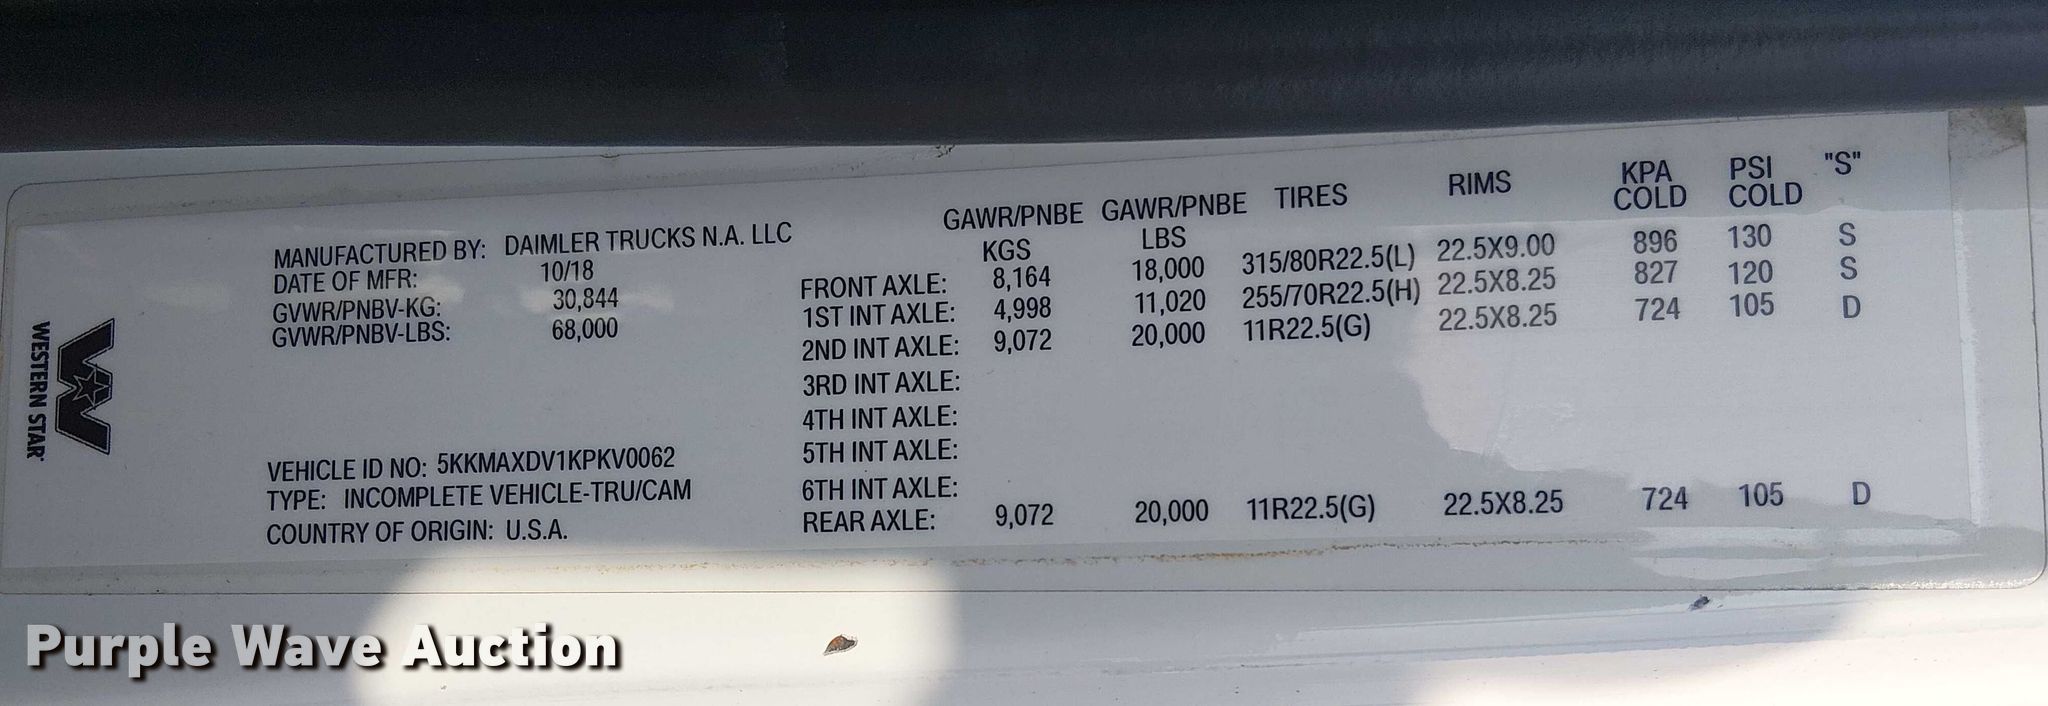 WESTERN STAR
MANUFACTURED BY: DAIMLER TRUCKS N.A. LLC
DATE OF MFR: 10/18
GVWR/PNBV-KG: 30,844
GVWR/PNBV-LBS: 68,000
VEHICLE ID NO: 5KKMAXDV1KPKV0062
TYPE: INCOMPLETE VEHICLE-TRU/CAM
COUNTRY OF ORIGIN: U.S.A.
GAWR/PNBE KGS GAWR/PNBE LBS TIRES RIMS KPA COLD PSI COLD "S"
FRONT AXLE: 8,164 18,000 315/80R22.5(L) 22.5X9.00 896 130 S
1ST INT AXLE: 4,998 11,020 255/70R22.5(H) 22.5X8.25 827 120 S
2ND INT AXLE: 9,072 20,000 11R22.5(G) 22.5X8.25 724 105 D
3RD INT AXLE:
4TH INT AXLE:
5TH INT AXLE:
6TH INT AXLE:
REAR AXLE: 9,072 20,000 11R22.5(G) 22.5X8.25 724 105 D
Purple Wave Auction